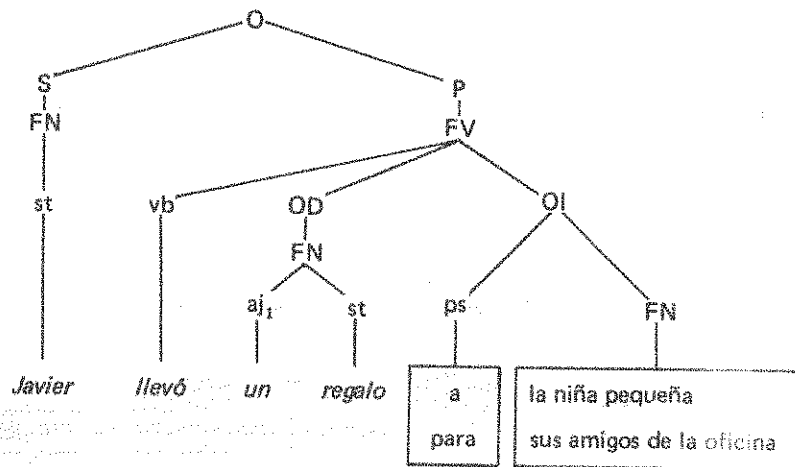 O
S P
FN FV
st vb OD OI
FN
aj₁ st ps FN
Javier llevó un regalo a la niña pequeña
para sus amigos de la oficina